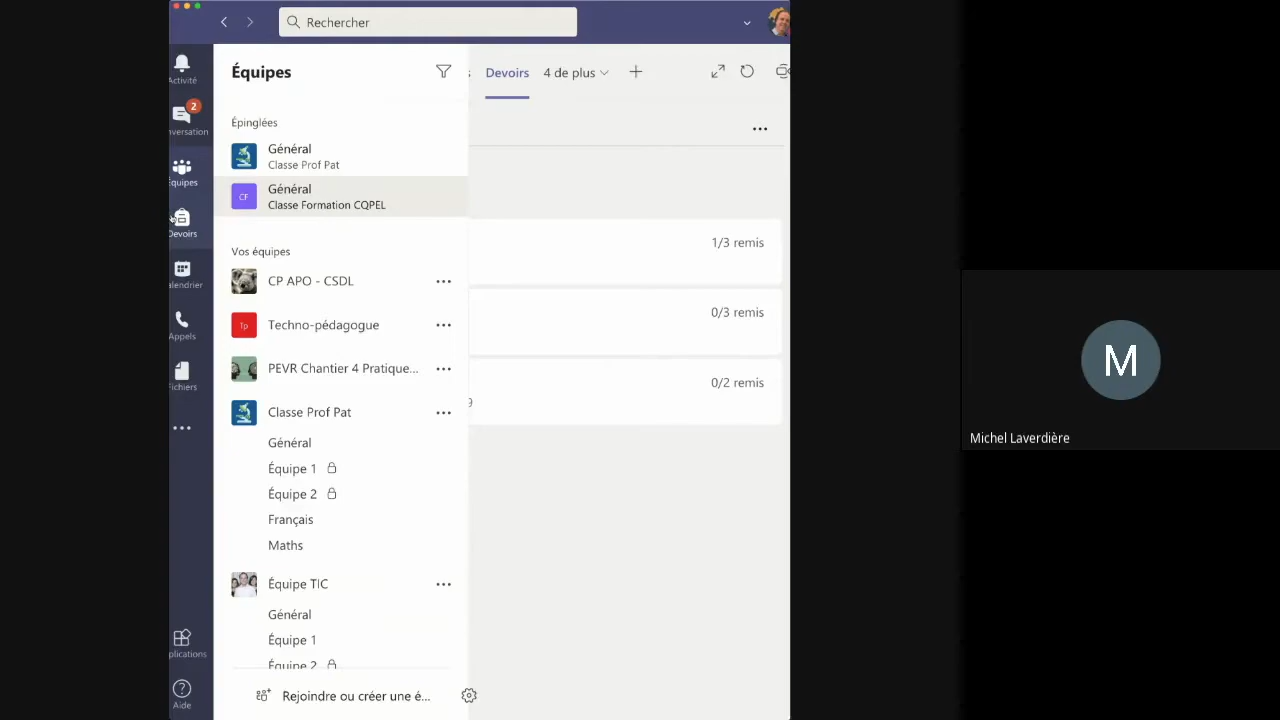 Rechercher
Activité
2
nversation
Équipes
Devoirs
alendrier
Appels
Fichiers
plications
Aide
Équipes
Épinglées
Général
Classe Prof Pat
CF
Général
Classe Formation CQPEL
Vos équipes
CP APO - CSDL
Tp
Techno-pédagogue
PEVR Chantier 4 Pratique...
Classe Prof Pat
Général
Équipe 1
Équipe 2
Français
Maths
Équipe TIC
Général
Équipe 1
Équipe 2
Rejoindre ou créer une é...
s Devoirs 4 de plus
1/3 remis
0/3 remis
0/2 remis
9
M
Michel Laverdière